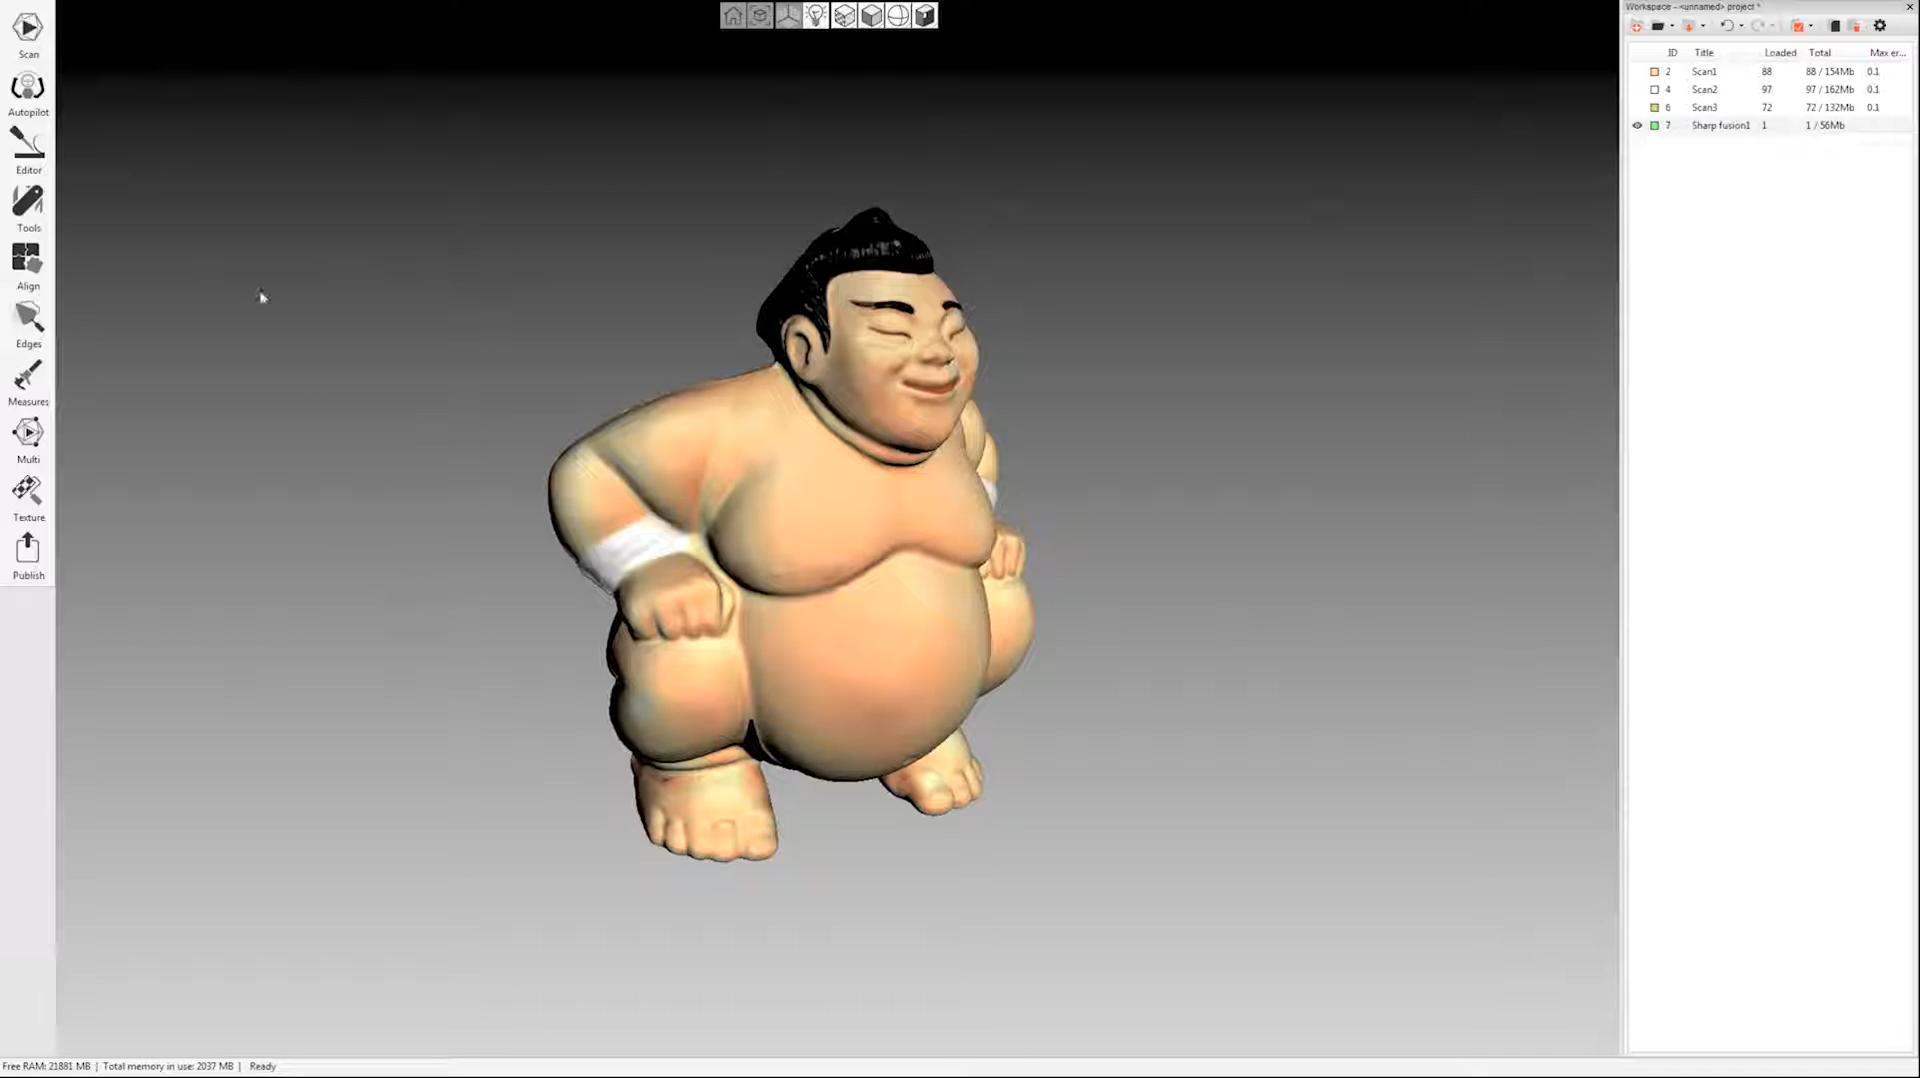 Workspace - <unnamed> project *
Scan
Autopilot
Editor
Tools
Align
Edges
Measures
Multi
Texture
Publish
ID Title Loaded Total Max er...
2 Scan1 88 88 / 154Mb 0.1
4 Scan2 97 97 / 162Mb 0.1
6 Scan3 72 72 / 132Mb 0.1
7 Sharp fusion1 1 1 / 56Mb
Free RAM: 21881 MB | Total memory in use: 2037 MB | Ready